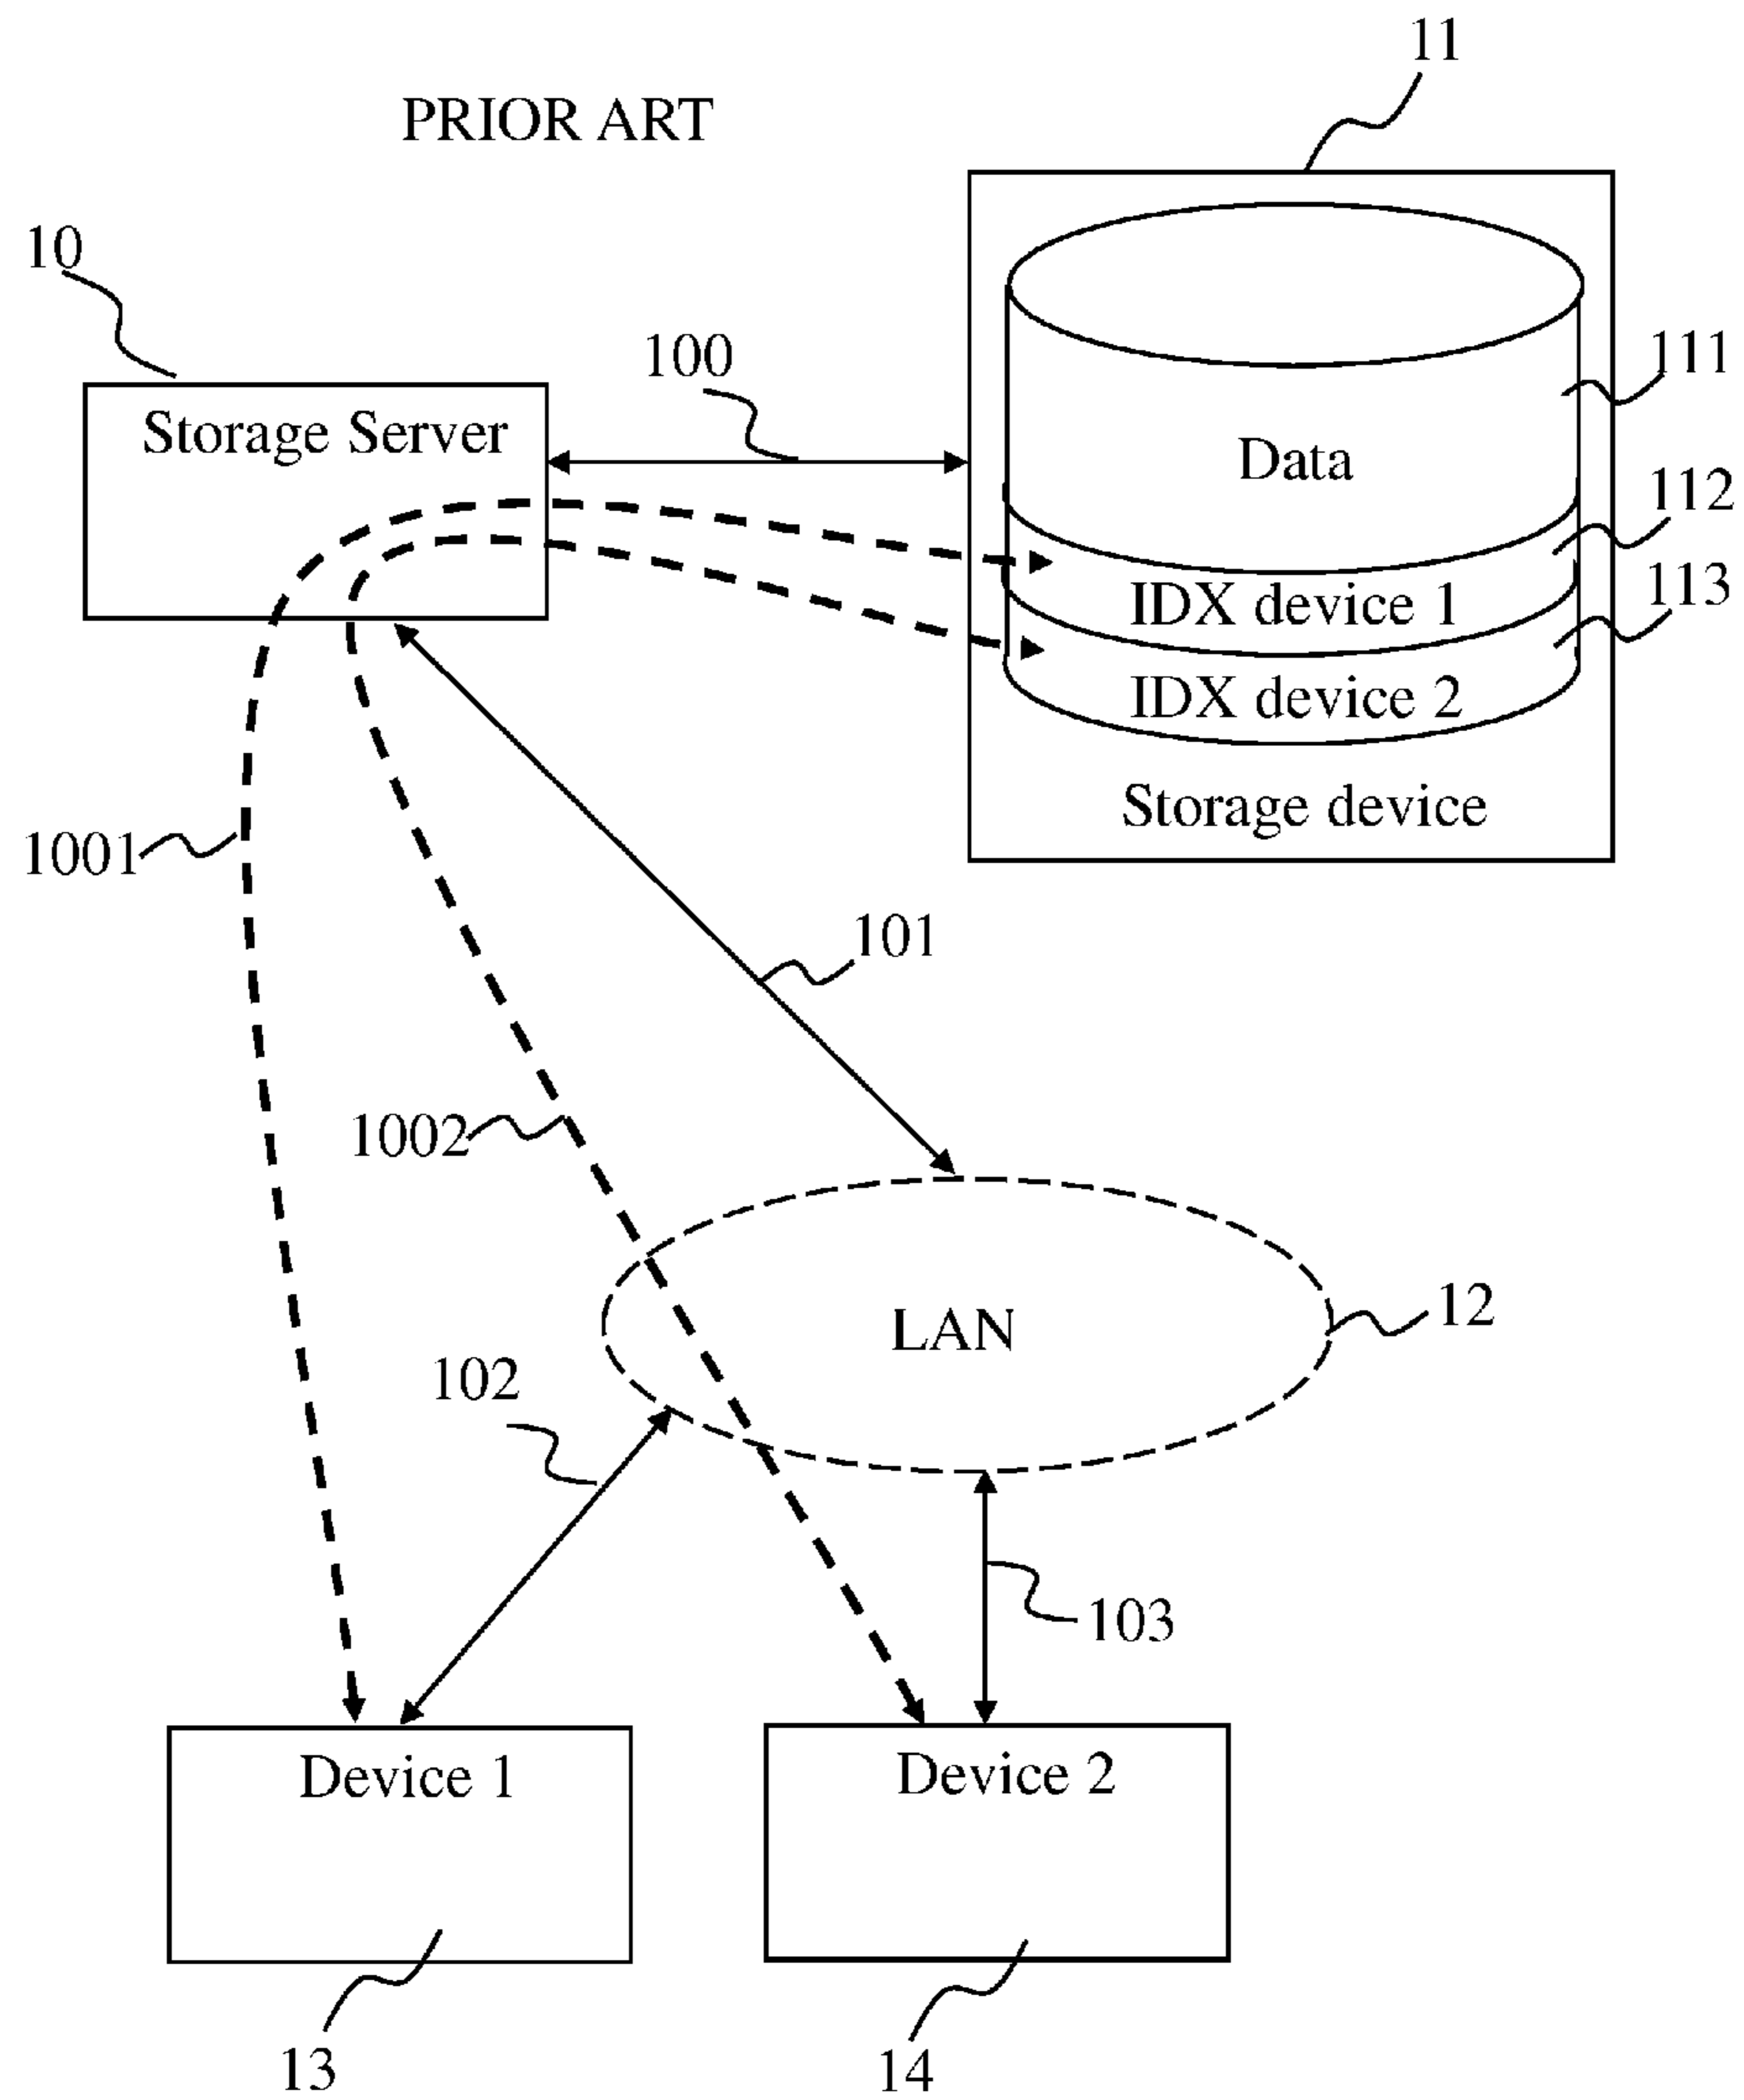 11
PRIOR ART
10
100
111
Storage Server
Data
112
113
IDX device 1
IDX device 2
Storage device
1001
101
1002
12
LAN
102
103
Device 1
Device 2
13
14